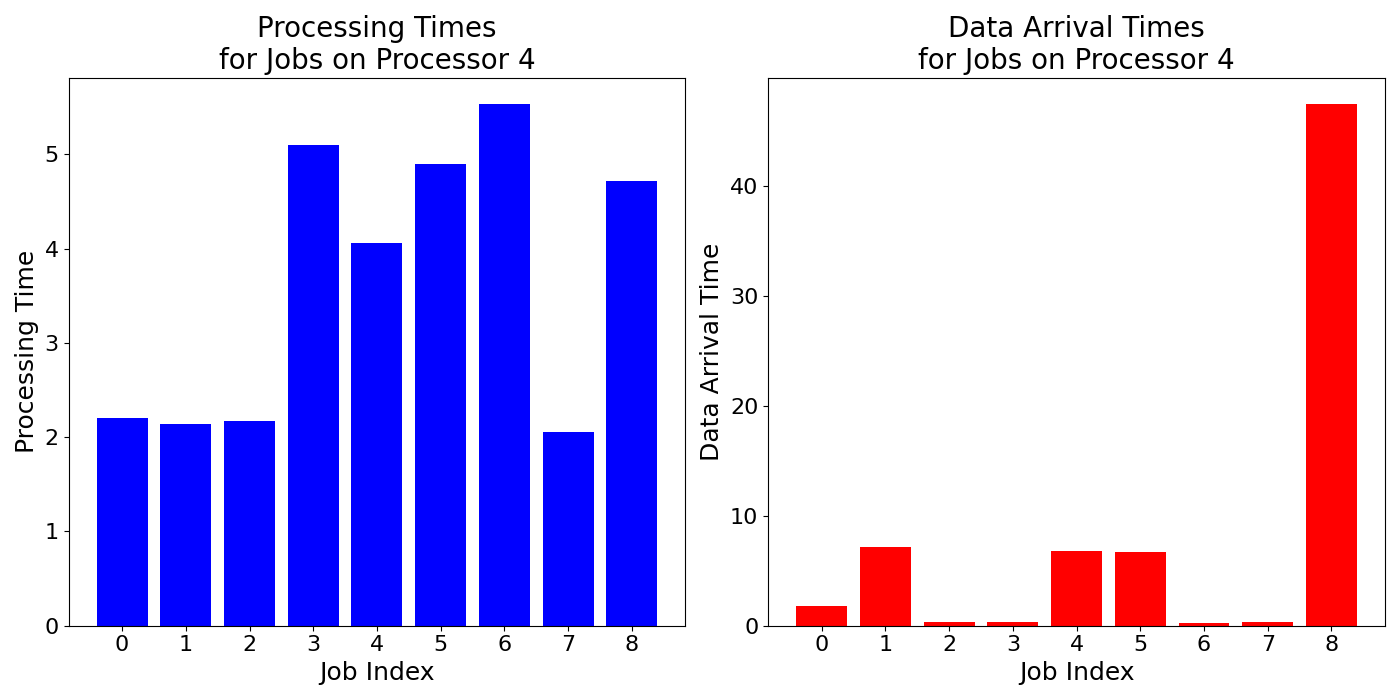 Processing Times
for Jobs on Processor 4
Processing Time
5
4
3
2
1
0
0 1 2 3 4 5 6 7 8
Job Index
Data Arrival Times
for Jobs on Processor 4
Data Arrival Time
40
30
20
10
0
0 1 2 3 4 5 6 7 8
Job Index